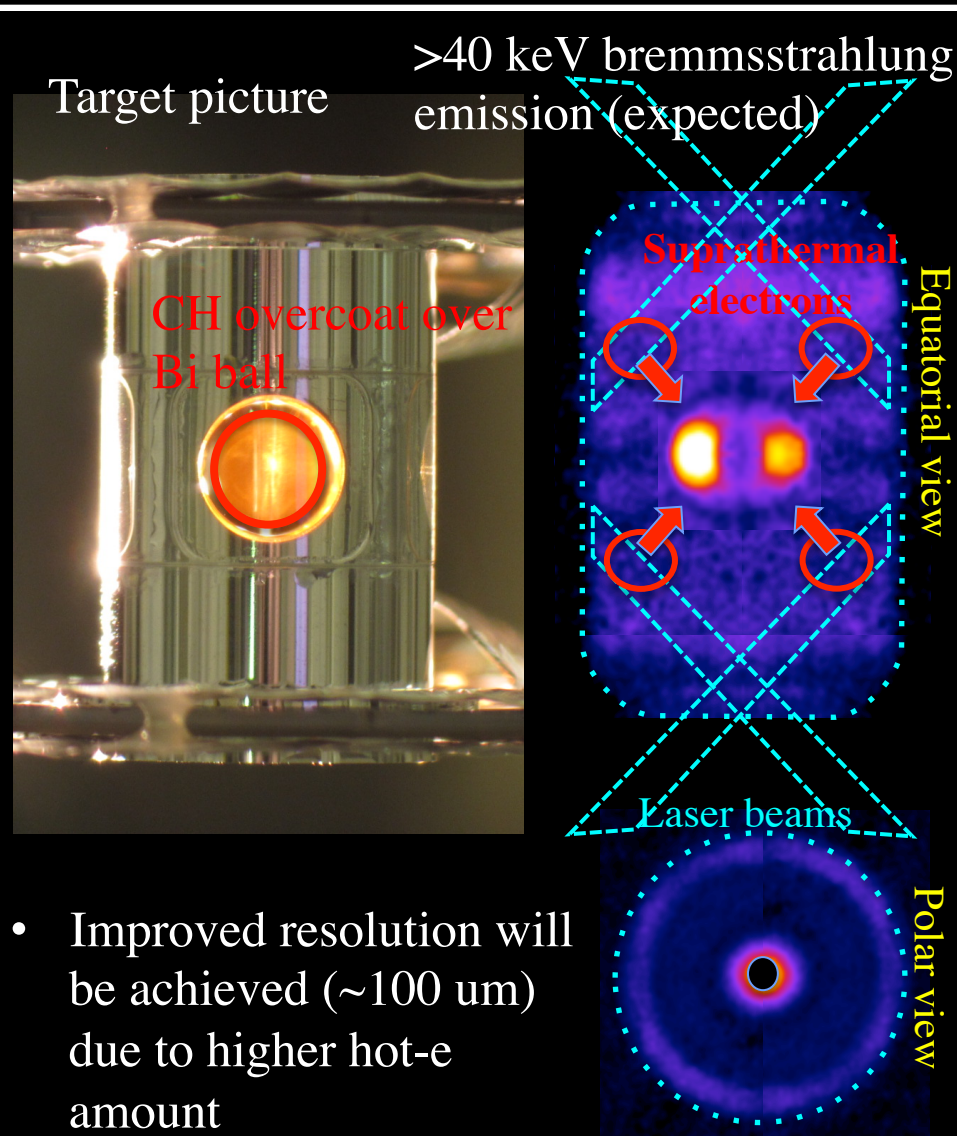 Target picture
>40 keV bremmsstrahlung
emission (expected)
CH overcoat over
Bi ball
Suprathermal
electrons
Equatorial view
Laser beams
Polar view
• Improved resolution will
be achieved (~100 um)
due to higher hot-e
amount